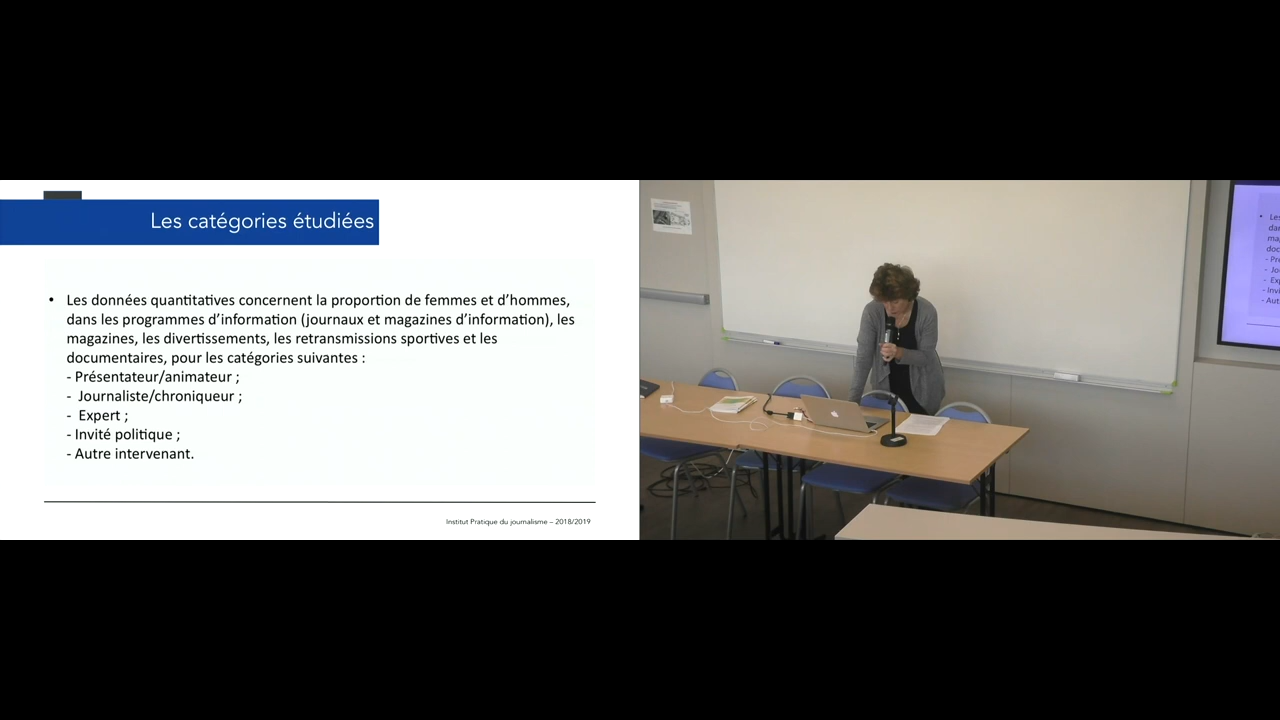 Les catégories étudiées
• Les données quantitatives concernent la proportion de femmes et d’hommes,
dans les programmes d’information (journaux et magazines d’information), les
magazines, les divertissements, les retransmissions sportives et les
documentaires, pour les catégories suivantes :
- Présentateur/animateur ;
- Journaliste/chroniqueur ;
- Expert ;
- Invité politique ;
- Autre intervenant.
Institut Pratique du journalisme – 2018/2019